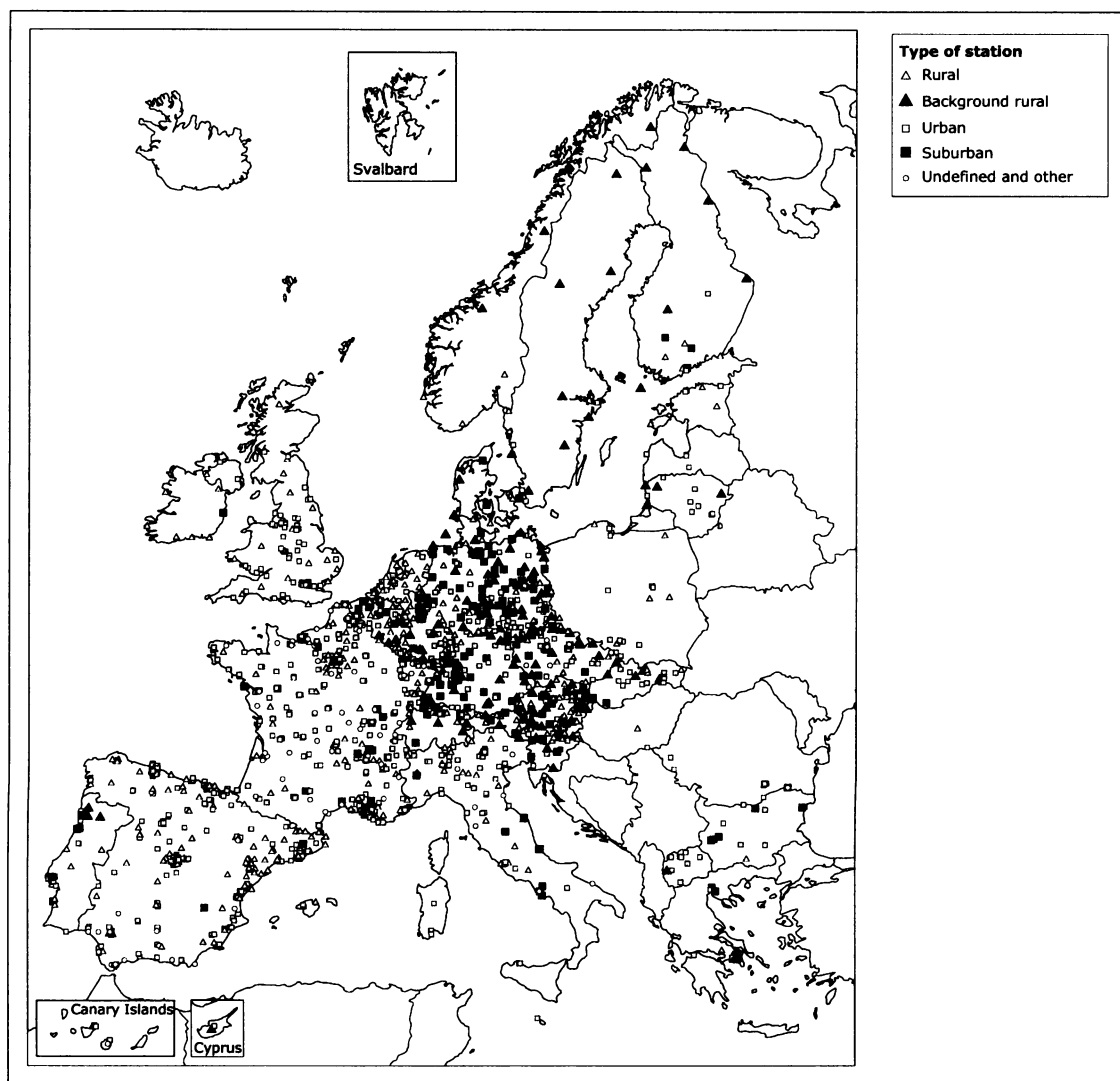 Svalbard
Type of station
Rural
Background rural
Urban
Suburban
Undefined and other
Canary Islands
Cyprus